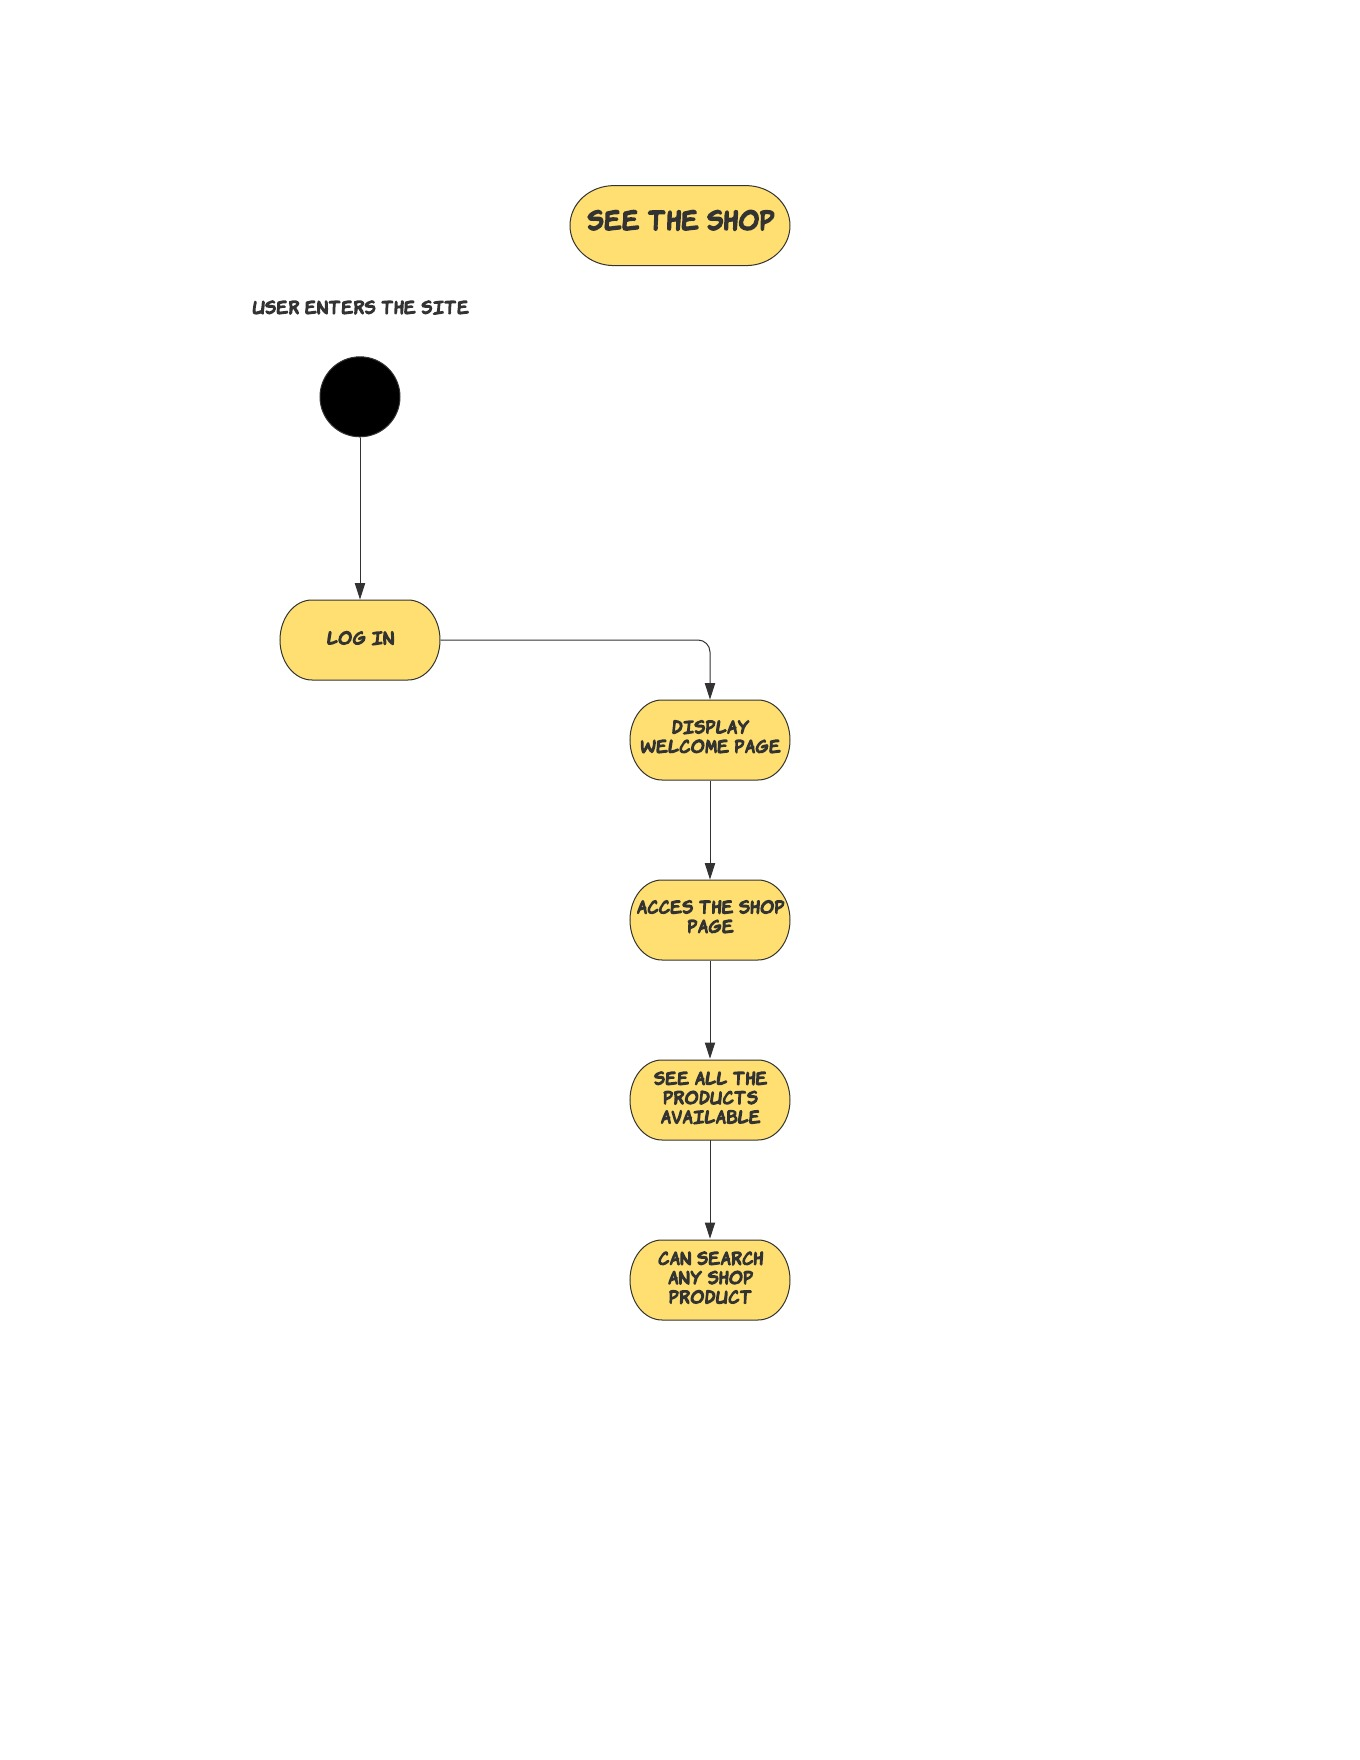 SEE THE SHOP
USER ENTERS THE SITE
LOG IN
DISPLAY
WELCOME PAGE
ACCES THE SHOP
PAGE
SEE ALL THE
PRODUCTS
AVAILABLE
CAN SEARCH
ANY SHOP
PRODUCT